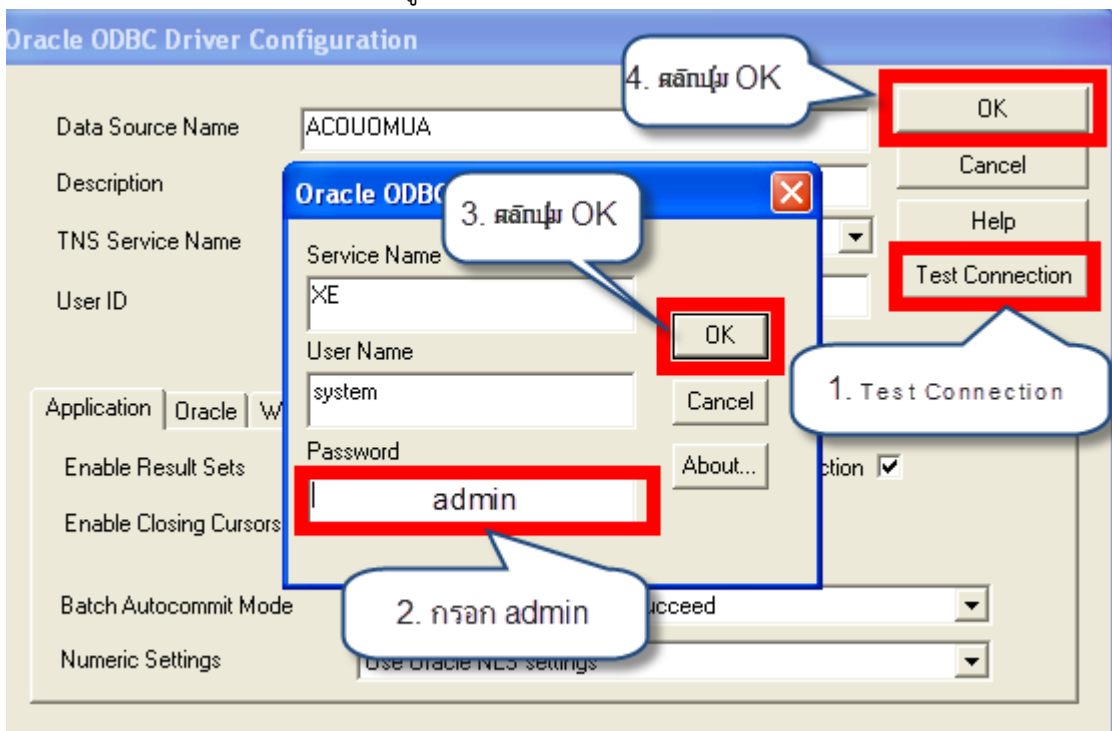 Oracle ODBC Driver Configuration
4. คลิกปุ่ม OK
OK
Data Source Name
ACOUOMUA
Cancel
Description
Oracle ODBC
3. คลิกปุ่ม OK
Help
TNS Service Name
Service Name
Test Connection
User ID
XE
OK
User Name
1. Test Connection
system
Cancel
Application
Oracle
W
Password
About...
Enable Result Sets
ction
admin
Enable Closing Cursors
Batch Autocommit Mode
2. กรอก admin
ucceed
Numeric Settings
Use Oracle NLS settings